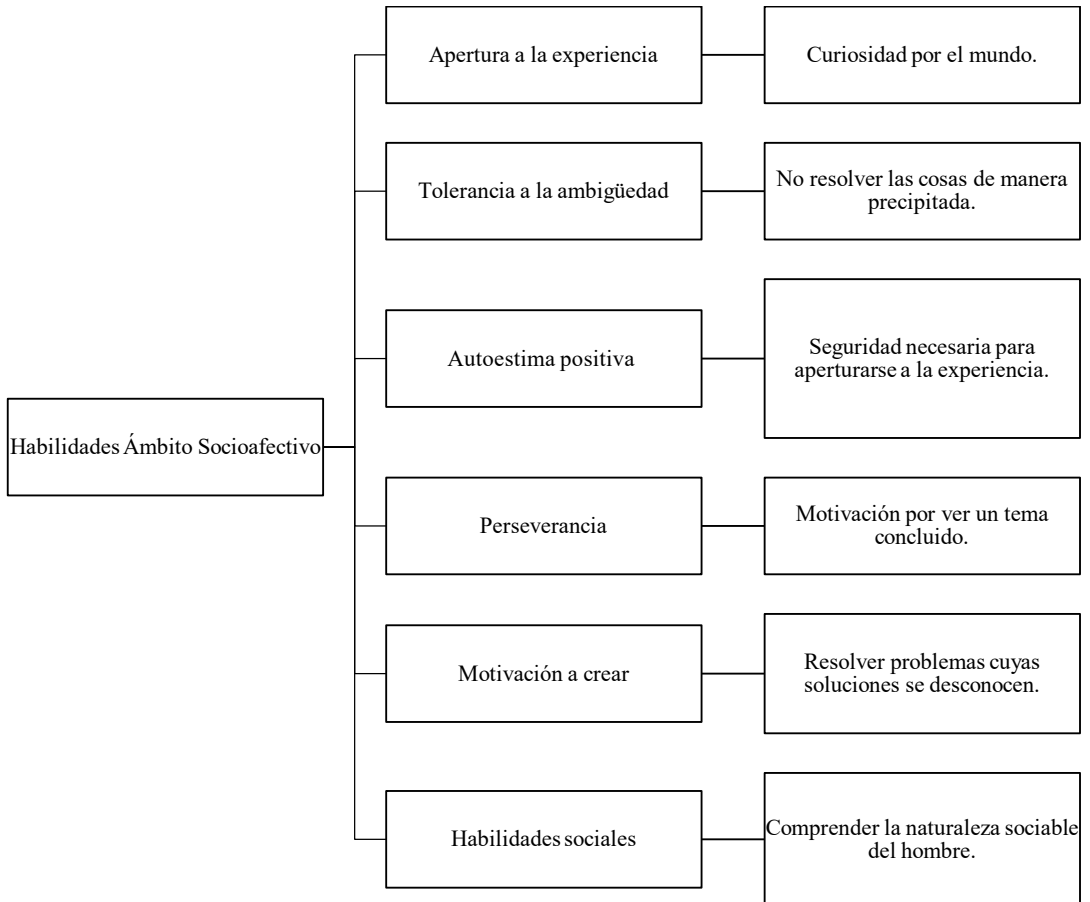 Apertura a la experiencia
Curiosidad por el mundo.
Tolerancia a la ambigüedad
No resolver las cosas de manera
precipitada.
Autoestima positiva
Seguridad necesaria para
aperturarse a la experiencia.
Habilidades Ámbito Socioafectivo
Perseverancia
Motivación por ver un tema
concluido.
Motivación a crear
Resolver problemas cuyas
soluciones se desconocen.
Habilidades sociales
Comprender la naturaleza sociable
del hombre.